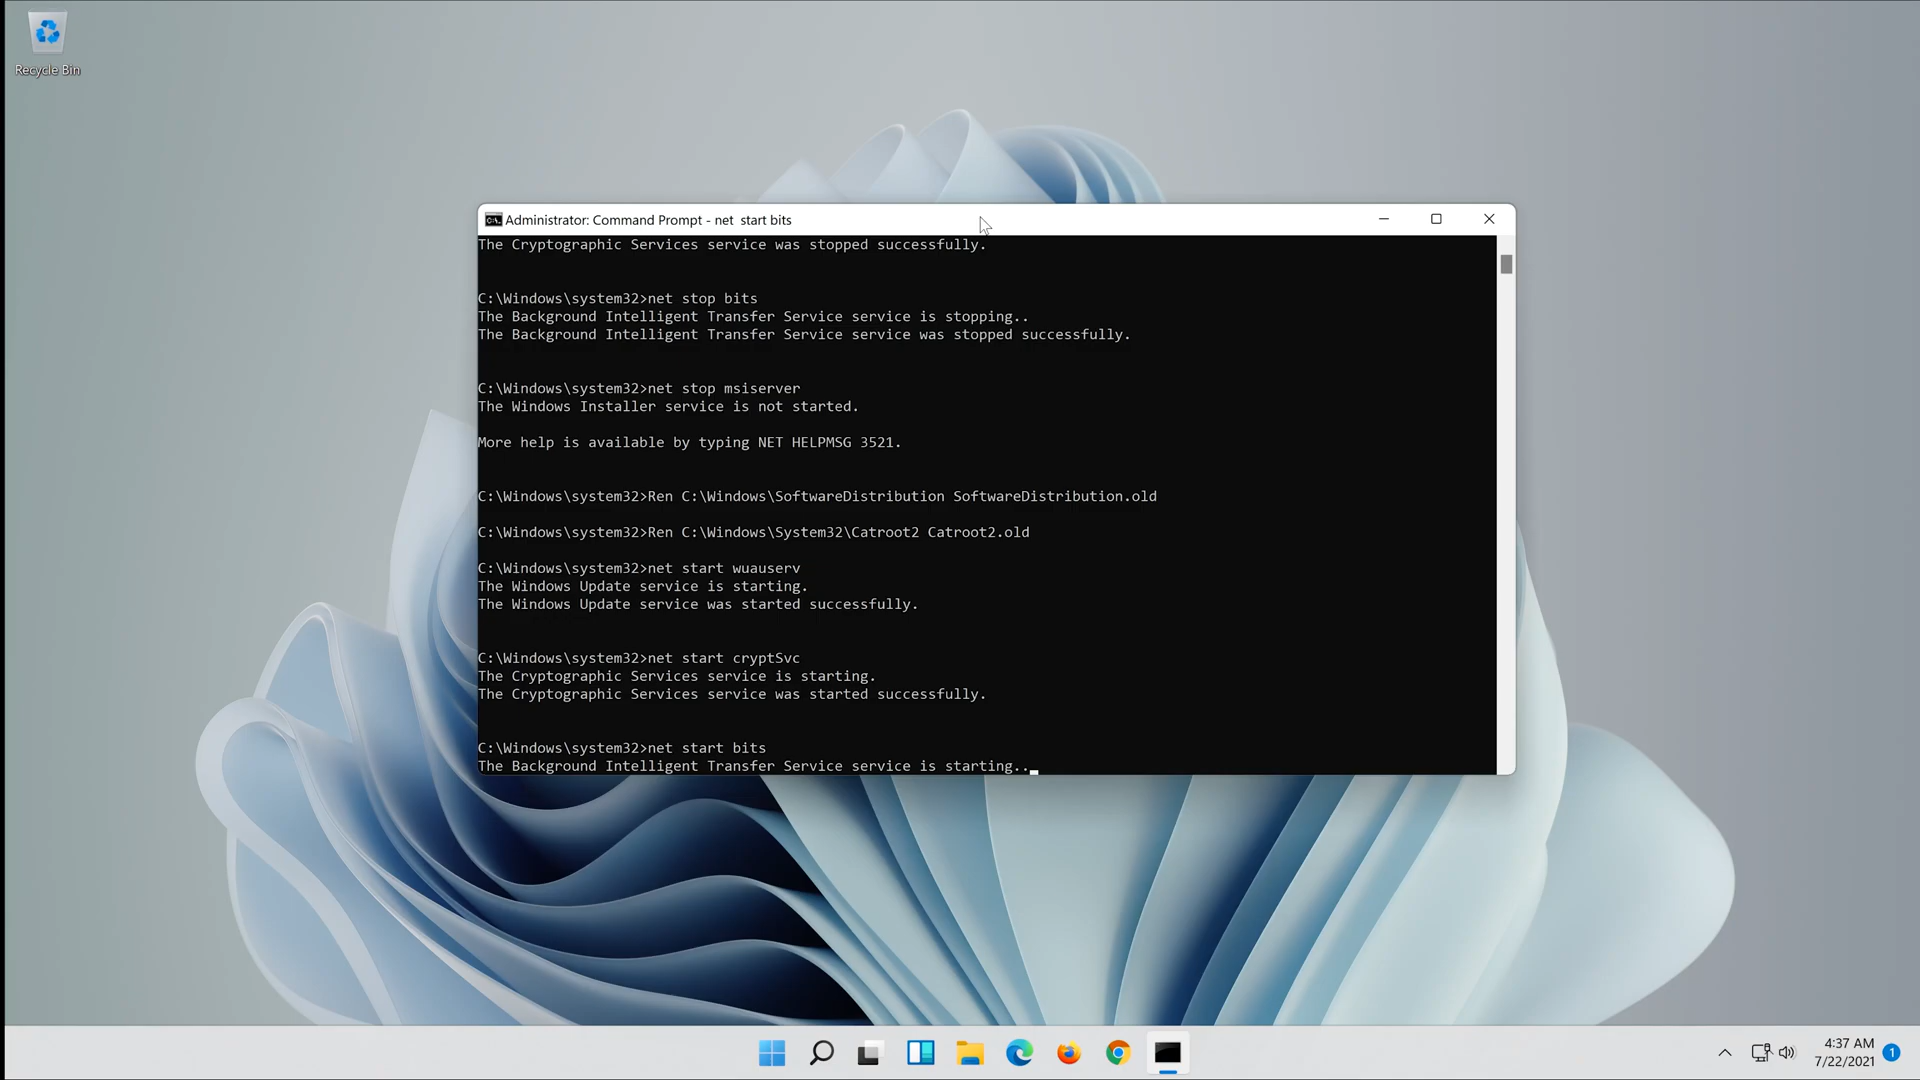 Recycle Bin
Administrator: Command Prompt - net  start bits
The Cryptographic Services service was stopped successfully.
C:\Windows\system32>net stop bits
The Background Intelligent Transfer Service service is stopping..
The Background Intelligent Transfer Service service was stopped successfully.
C:\Windows\system32>net stop msiserver
The Windows Installer service is not started.
More help is available by typing NET HELPMSG 3521.
C:\Windows\system32>Ren C:\Windows\SoftwareDistribution SoftwareDistribution.old
C:\Windows\system32>Ren C:\Windows\System32\Catroot2 Catroot2.old
C:\Windows\system32>net start wuauserv
The Windows Update service is starting.
The Windows Update service was started successfully.
C:\Windows\system32>net start cryptSvc
The Cryptographic Services service is starting.
The Cryptographic Services service was started successfully.
C:\Windows\system32>net start bits
The Background Intelligent Transfer Service service is starting..
4:37 AM
7/22/2021
1